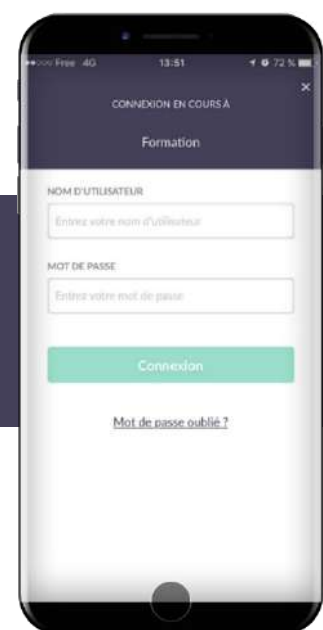 Free 4G 13:51 72 %
×
CONNEXION EN COURS À
Formation
NOM D'UTILISATEUR
Entrez votre nom d'utilisateur
MOT DE PASSE
Entrez votre mot de passe
Connexion
Mot de passe oublié ?